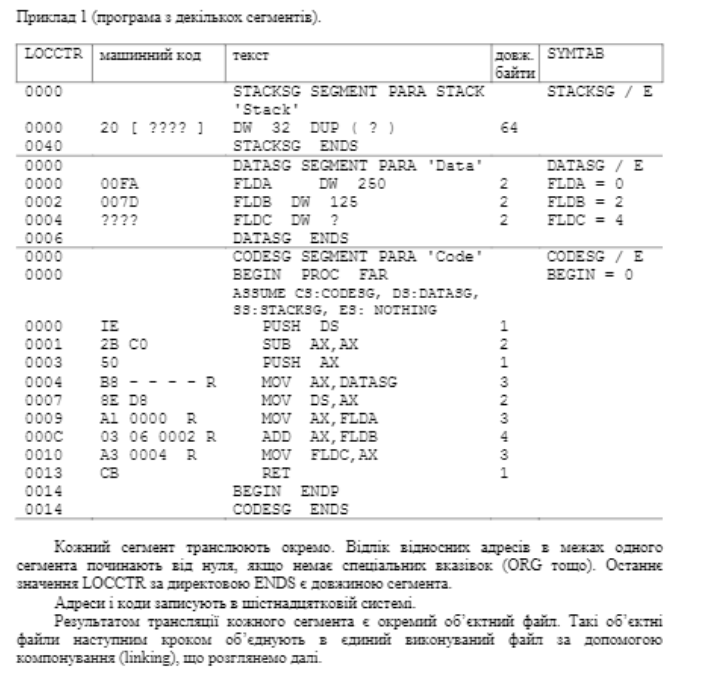 Приклад 1 (програма з декількох сегментів).
LOCCTR машинний код текст довж. байти SYMTAB
0000 STACKSG SEGMENT PARA STACK STACKSG / E
'Stack'
0000 20 [ ???? ] DW 32 DUP ( ? ) 64
0040 STACKSG ENDS
0000 DATASG SEGMENT PARA 'Data' DATASG / E
0000 00FA FLDA DW 250 2 FLDA = 0
0002 007D FLDB DW 125 2 FLDB = 2
0004 ???? FLDC DW ? 2 FLDC = 4
0006 DATASG ENDS
0000 CODESG SEGMENT PARA 'Code' CODESG / E
0000 BEGIN PROC FAR BEGIN = 0
ASSUME CS:CODESG, DS:DATASG,
SS:STACKSG, ES: NOTHING
0000 IE PUSH DS 1
0001 2B C0 SUB AX,AX 2
0003 50 PUSH AX 1
0004 B8 - - - - R MOV AX,DATASG 3
0007 8E D8 MOV DS,AX 2
0009 A1 0000 R MOV AX,FLDA 3
000C 03 06 0002 R ADD AX,FLDB 4
0010 A3 0004 R MOV FLDC,AX 3
0013 CB RET 1
0014 BEGIN ENDP
0014 CODESG ENDS
Кожний сегмент транслюють окремо. Відлік відносних адресів в межах одного
сегмента починають від нуля, якщо немає спеціальних вказівок (ORG тощо). Останнє
значення LOCCTR за директовою ENDS є довжиною сегмента.
Адреси і коди записують в шістнадцятковій системі.
Результатом трансляції кожного сегмента є окремий об’єктний файл. Такі об’єктні
файли наступним кроком об’єднують в єдиний виконуваний файл за допомогою
компонування (linking), що розглянемо далі.